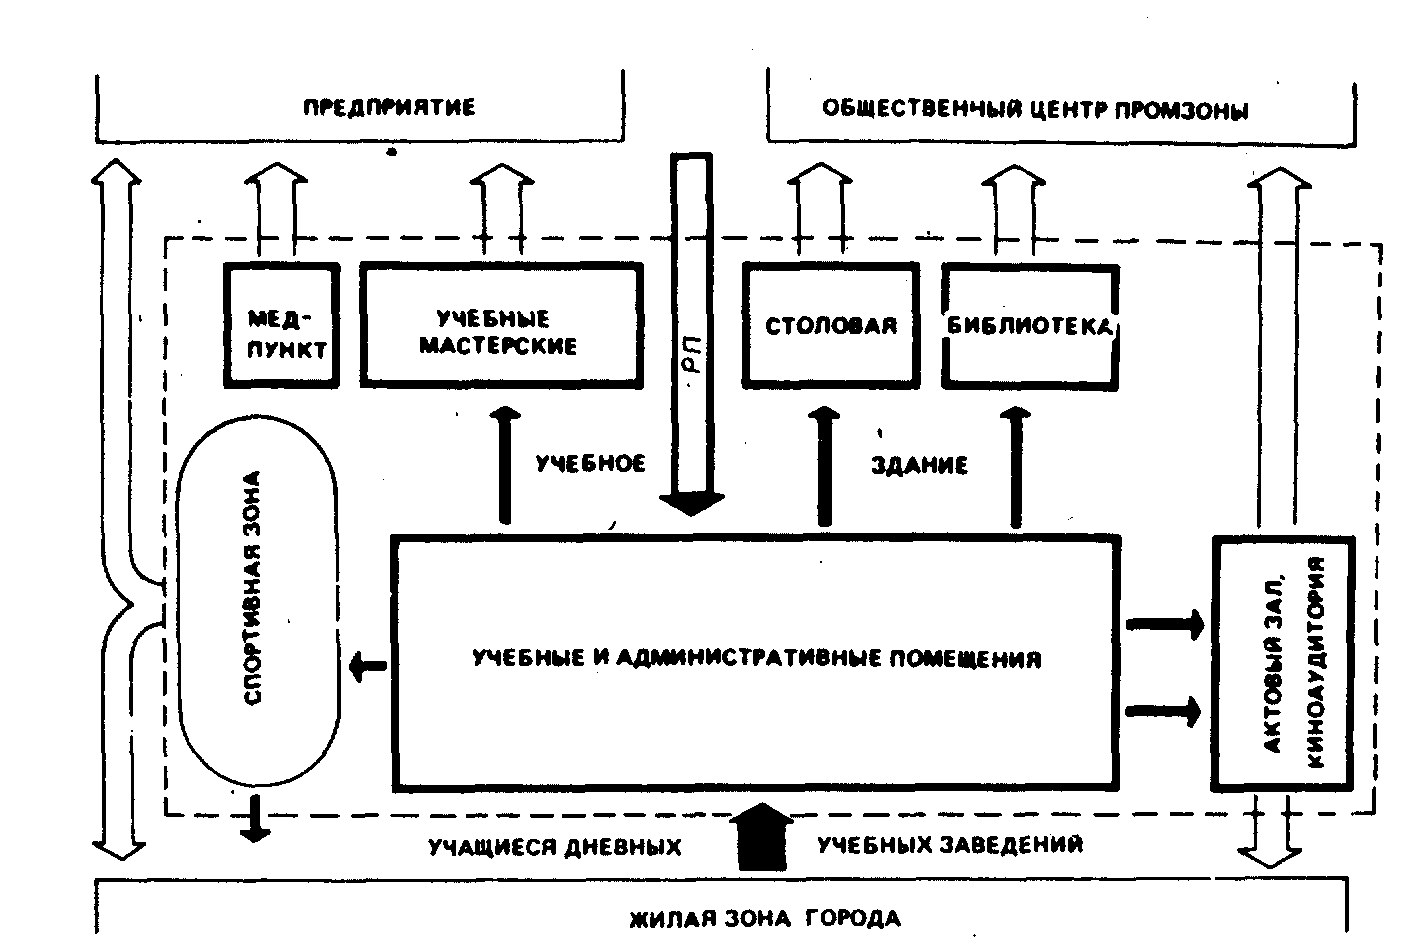 ПРЕДПРИЯТИЕ
ОБЩЕСТВЕННЫЙ ЦЕНТР ПРОМЗОНЫ
МЕД-
ПУНКТ
УЧЕБНЫЕ
МАСТЕРСКИЕ
РП
СТОЛОВАЯ
БИБЛИОТЕКА
УЧЕБНОЕ
ЗДАНИЕ
СПОРТИВНАЯ ЗОНА
УЧЕБНЫЕ И АДМИНИСТРАТИВНЫЕ ПОМЕЩЕНИЯ
АКТОВЫЙ ЗАЛ,
КИНОАУДИТОРИЯ
УЧАЩИЕСЯ ДНЕВНЫХ
УЧЕБНЫХ ЗАВЕДЕНИЙ
ЖИЛАЯ ЗОНА ГОРОДА